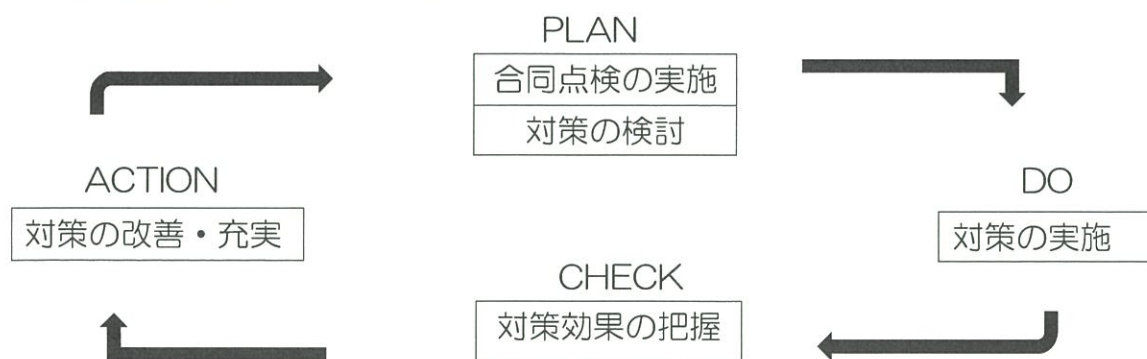 PLAN
合同点検の実施
対策の検討
ACTION
対策の改善・充実
DO
対策の実施
CHECK
対策効果の把握